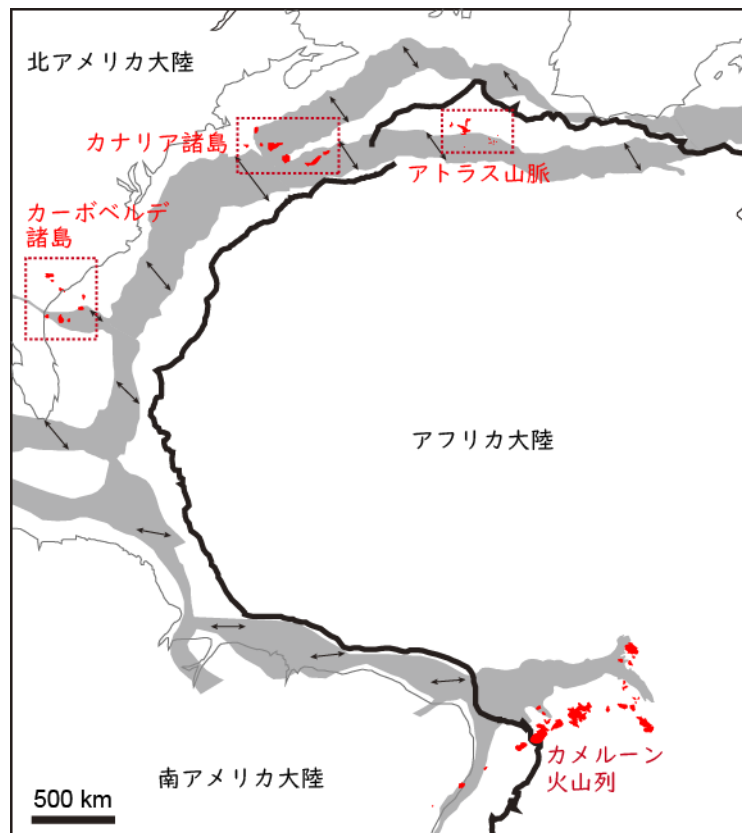 北アメリカ大陸
カナリア諸島
アトラス山脈
カーボベルデ
諸島
アフリカ大陸
カメルーン
火山列
南アメリカ大陸
500 km